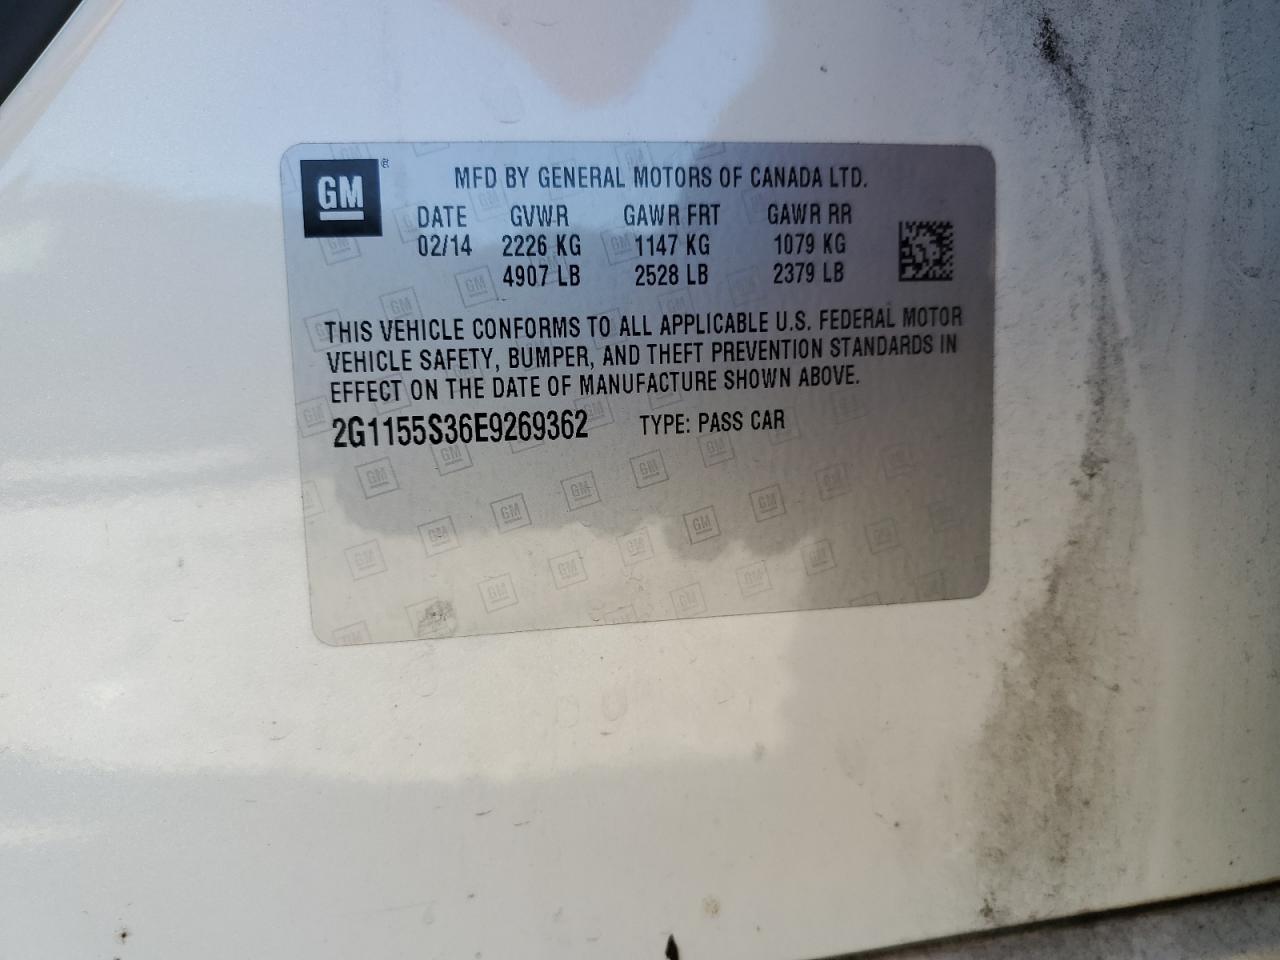 GM ®
MFD BY GENERAL MOTORS OF CANADA LTD.
DATE GVWR GAWR FRT GAWR RR
02/14 2226 KG 1147 KG 1079 KG
4907 LB 2528 LB 2379 LB
THIS VEHICLE CONFORMS TO ALL APPLICABLE U.S. FEDERAL MOTOR
VEHICLE SAFETY, BUMPER, AND THEFT PREVENTION STANDARDS IN
EFFECT ON THE DATE OF MANUFACTURE SHOWN ABOVE.
2G1155S36E9269362 TYPE: PASS CAR